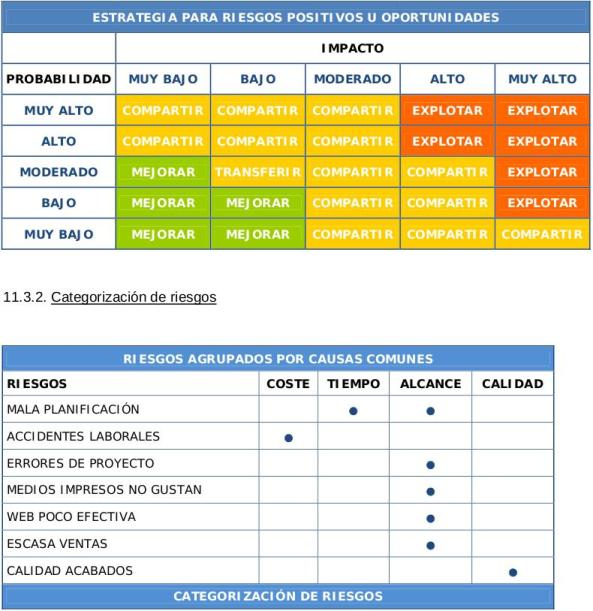 ESTRATEGIA PARA RIESGOS POSITIVOS U OPORTUNIDADES
IMPACTO
PROBABILIDAD MUY BAJO BAJO MODERADO ALTO MUY ALTO
MUY ALTO COMPARTIR COMPARTIR COMPARTIR EXPLOTAR EXPLOTAR
ALTO COMPARTIR COMPARTIR COMPARTIR EXPLOTAR EXPLOTAR
MODERADO MEJORAR TRANSFERIR COMPARTIR COMPARTIR EXPLOTAR
BAJO MEJORAR MEJORAR COMPARTIR COMPARTIR EXPLOTAR
MUY BAJO MEJORAR MEJORAR COMPARTIR COMPARTIR COMPARTIR
11.3.2. Categorización de riesgos
RIESGOS AGRUPADOS POR CAUSAS COMUNES
RIESGOS COSTE TIEMPO ALCANCE CALIDAD
MALA PLANIFICACIÓN
ACCIDENTES LABORALES
ERRORES DE PROYECTO
MEDIOS IMPRESOS NO GUSTAN
WEB POCO EFECTIVA
ESCASA VENTAS
CALIDAD ACABADOS
CATEGORIZACIÓN DE RIESGOS